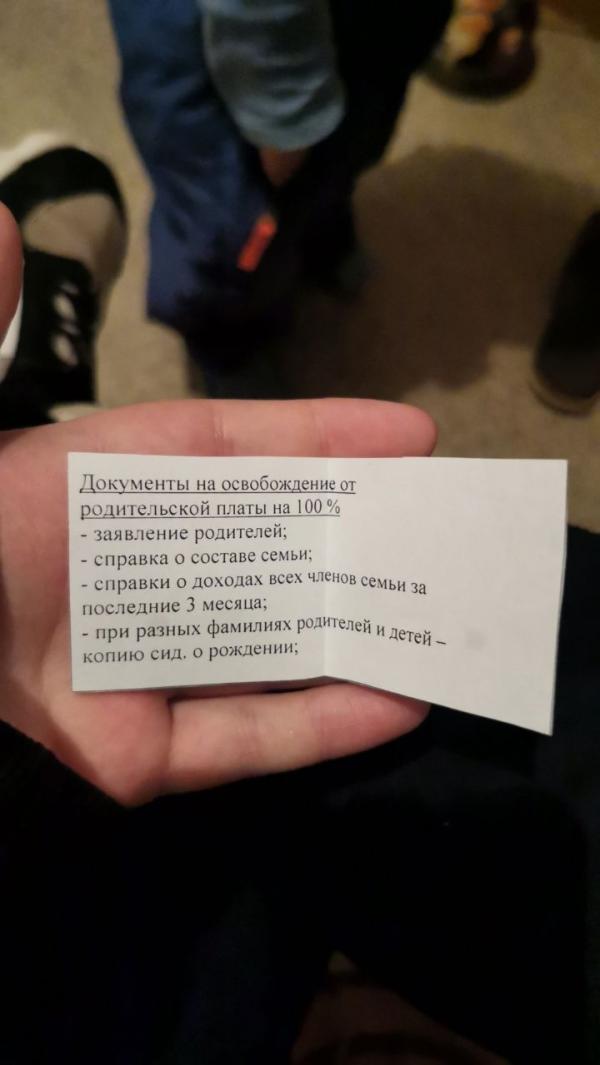 Документы на освобождение от
родительской платы на 100 %
- заявление родителей;
- справка о составе семьи;
- справки о доходах всех членов семьи за
последние 3 месяца;
- при разных фамилиях родителей и детей –
копию сид. о рождении;